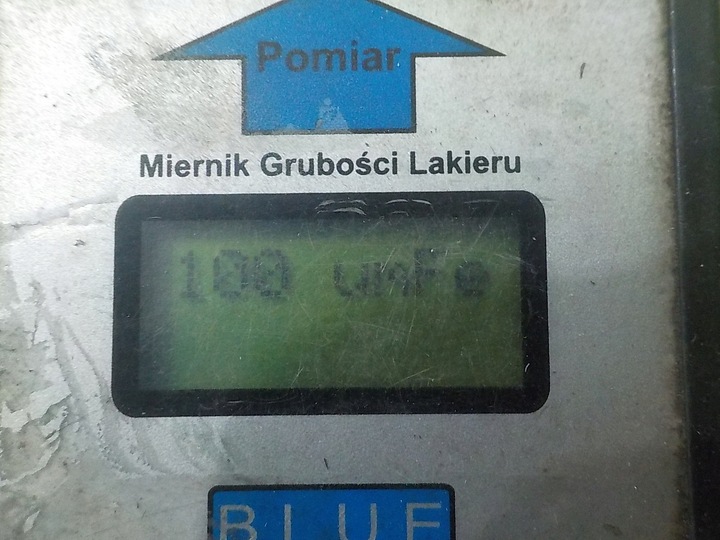 Pomiar
Miernik Grubości Lakieru
100 umFe
BLUE